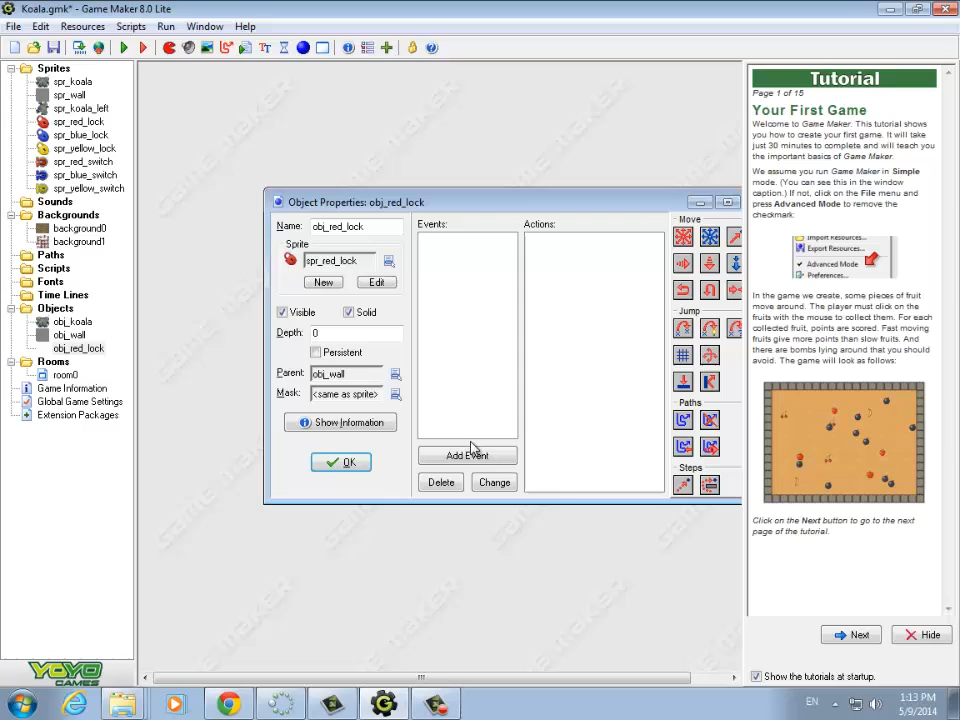 Koala.gmk* - Game Maker 8.0 Lite
File Edit Resources Scripts Run Window Help
Sprites
spr_koala
spr_wall
spr_koala_left
spr_red_lock
spr_blue_lock
spr_yellow_lock
spr_red_switch
spr_blue_switch
spr_yellow_switch
Sounds
Backgrounds
background0
background1
Paths
Scripts
Fonts
Time Lines
Objects
obj_koala
obj_wall
obj_red_lock
Rooms
room0
Game Information
Global Game Settings
Extension Packages
YOYO
GAMES
Object Properties: obj_red_lock
Name: obj_red_lock
Sprite
spr_red_lock
New Edit
Visible Solid
Depth: 0
Persistent
Parent: obj_wall
Mask: <same as sprite>
Show Information
OK
Events:
Add Event
Delete Change
Actions:
Move
Jump
Paths
Steps
Tutorial
Page 1 of 15
Your First Game
Welcome to Game Maker. This tutorial shows
you how to create your first game. It will take
just 30 minutes to complete and will teach you
the important basics of Game Maker.
We assume you run Game Maker in Simple
mode. (You can see this in the window
caption.) If not, click on the File menu and
press Advanced Mode to remove the
checkmark:
Import Resources...
Export Resources...
Advanced Mode
Preferences...
In the game we create, some pieces of fruit
move around. The player must click on the
fruits with the mouse to collect them. For each
collected fruit, points are scored. Fast moving
fruits give more points than slow fruits. And
there are bombs lying around that you should
avoid. The game will look as follows:
Click on the Next button to go to the next
page of the tutorial.
Next Hide
Show the tutorials at startup.
EN
1:13 PM
5/9/2014